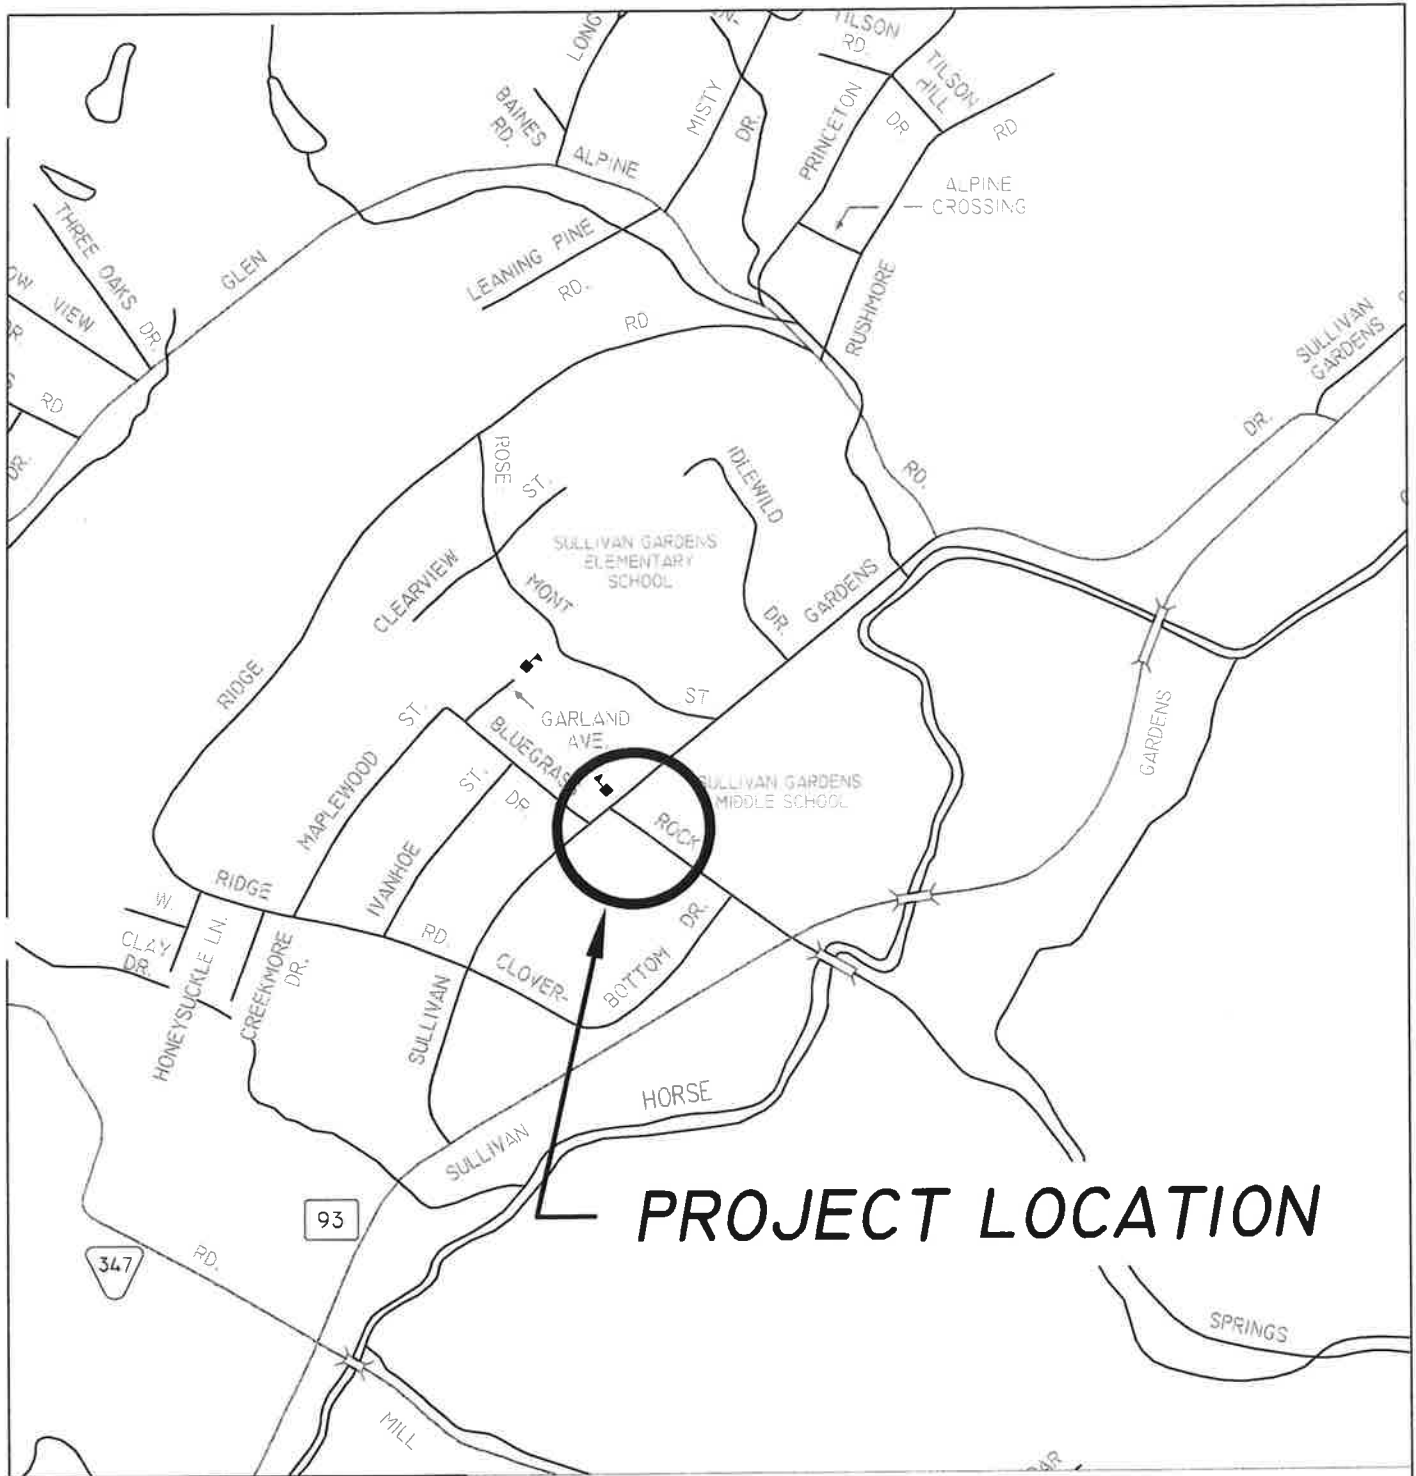 LONG
TILSON
RD.
TILSON
HILL
RD
BAINES
RD.
MISTY
DR.
PRINCETON
DR
ALPINE
ALPINE
CROSSING
THREE OAKS
DR.
GLEN
VIEW
LEANING PINE
RD.
RD
RUSHMORE
SULLIVAN
GARDENS
DR.
RD
DR.
ROSE
ST.
IDLEWILD
RD.
SULLIVAN GARDENS
ELEMENTARY
SCHOOL
CLEARVIEW
MONT
DR.
GARDENS
RIDGE
ST.
ST
GARLAND
AVE.
BLUEGRASS
DR.
GARDENS
MAPLEWOOD
ST.
SULLIVAN GARDENS
MIDDLE SCHOOL
ROCK
IVANHOE
RIDGE
W.
CLAY
DR.
HONEYSUCKLE LN.
CREEKMORE
DR.
RD.
SULLIVAN
CLOVER-
BOTTOM
DR.
HORSE
SULLIVAN
PROJECT LOCATION
93
347
RD.
SPRINGS
MILL